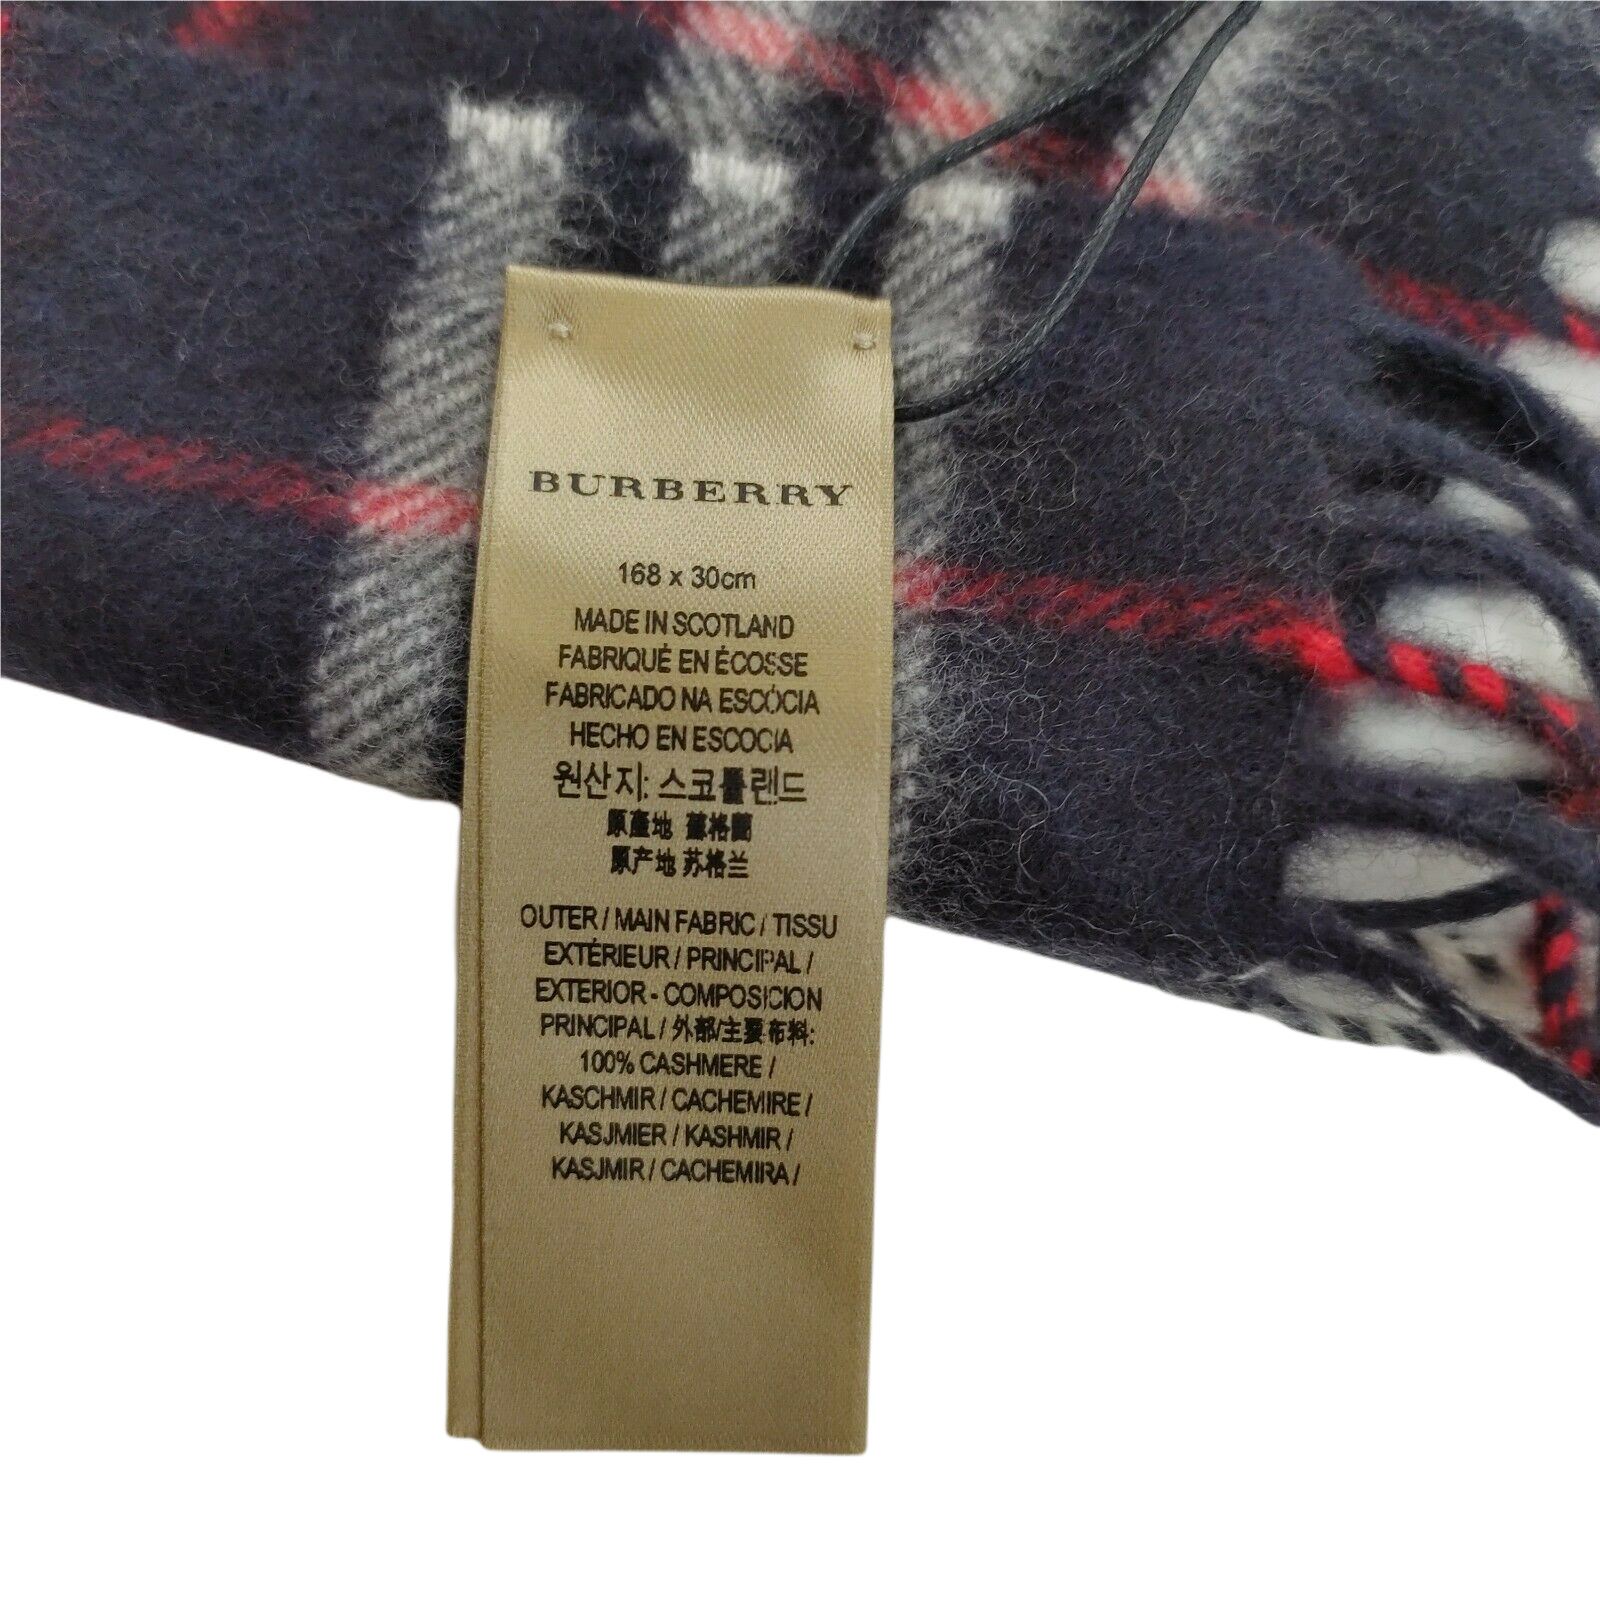 BURBERRY
168 x 30cm
MADE IN SCOTLAND
FABRIQUÉ EN ÉCOSSE
FABRICADO NA ESCÓCIA
HECHO EN ESCOCIA
원산지: 스코틀랜드
原產地 蘇格蘭
原产地 苏格兰
OUTER / MAIN FABRIC / TISSU
EXTÉRIEUR / PRINCIPAL /
EXTERIOR - COMPOSICION
PRINCIPAL / 外部/主要布料:
100% CASHMERE /
KASCHMIR / CACHEMIRE /
KASJMIER / KASHMIR /
KASJMIR / CACHEMIRA /